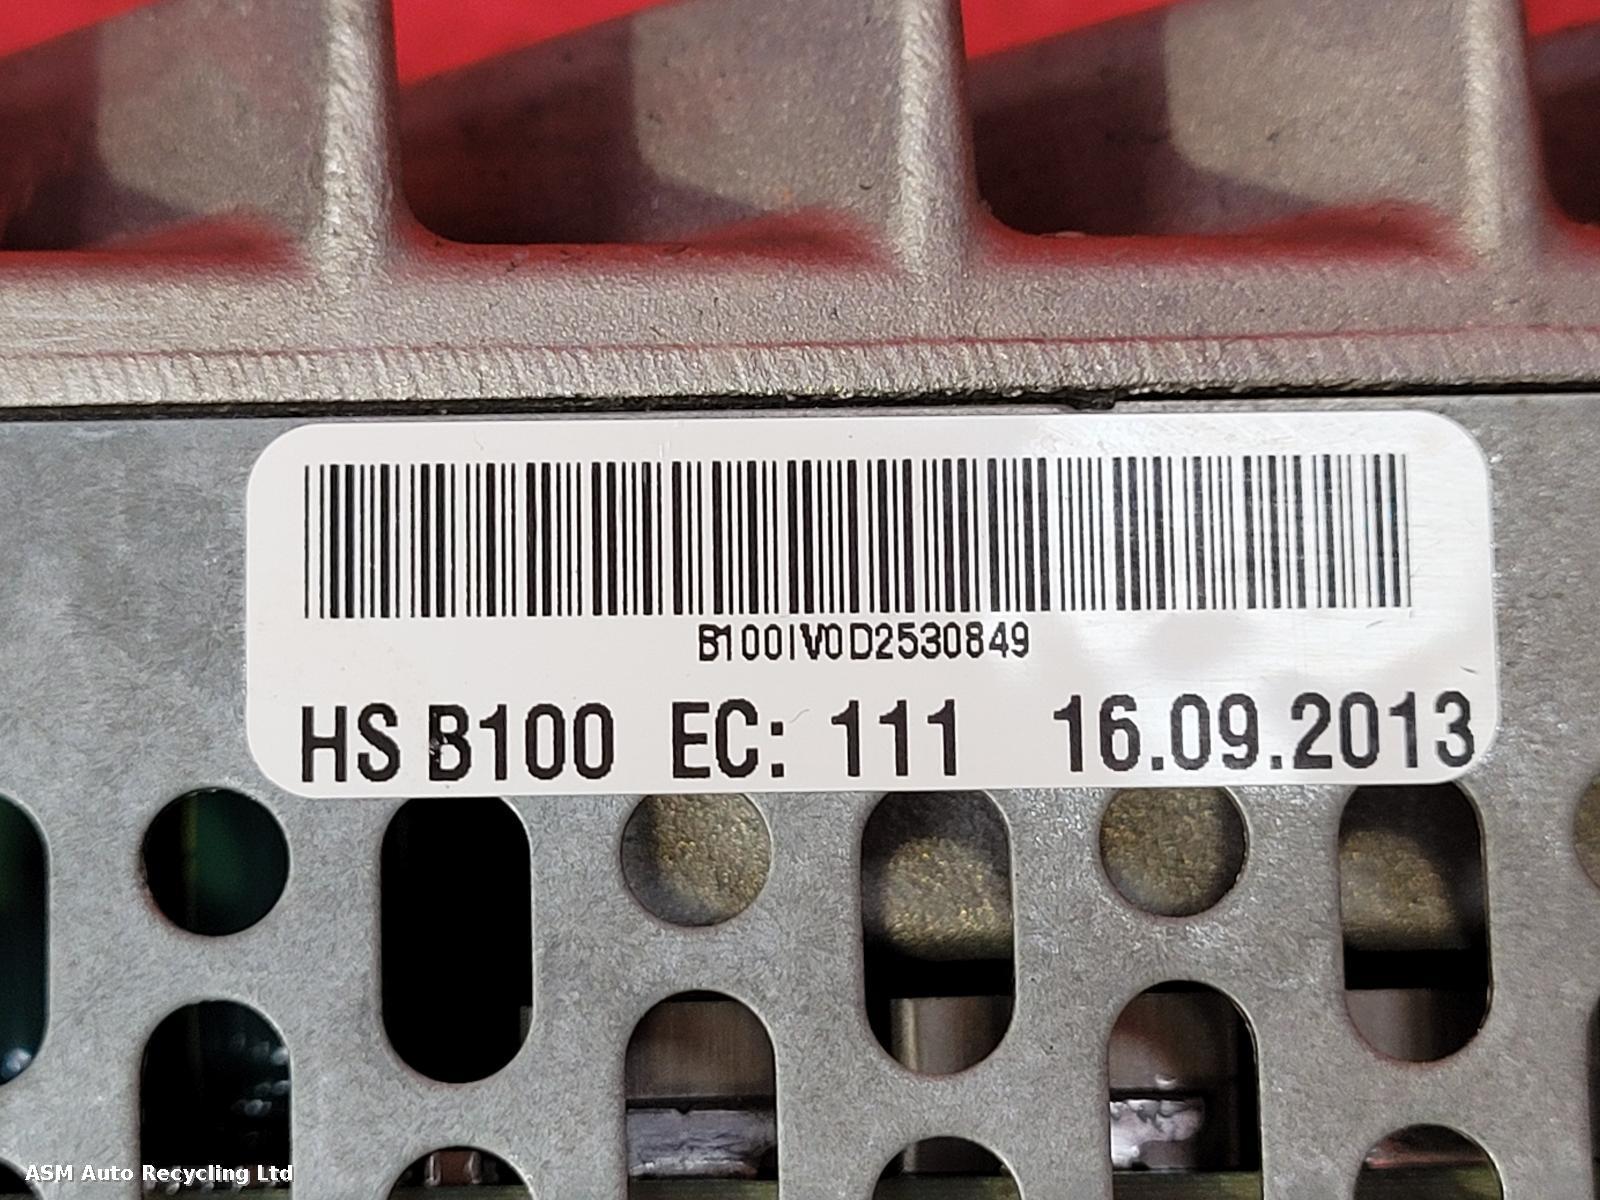 B100IV0D2530849
HS B100 EC: 111 16.09.2013
ASM Auto Recycling Ltd